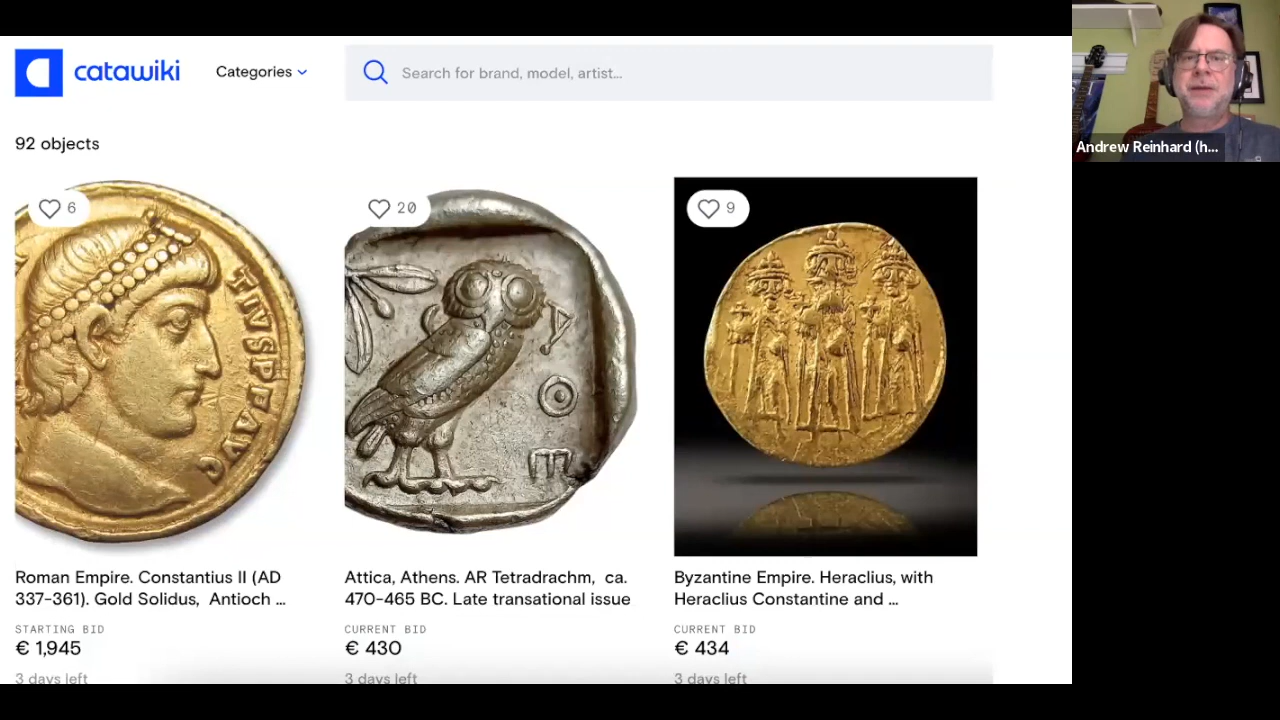 catawiki
Categories
Search for brand, model, artist...
Andrew Reinhard (h...
92 objects
6
20
9
TIVSPFAVG
ΑΘΕ
Roman Empire. Constantius II (AD
337-361). Gold Solidus, Antioch ...
STARTING BID
€ 1,945
3 days left
Attica, Athens. AR Tetradrachm, ca.
470-465 BC. Late transational issue
CURRENT BID
€ 430
3 days left
Byzantine Empire. Heraclius, with
Heraclius Constantine and ...
CURRENT BID
€ 434
3 days left